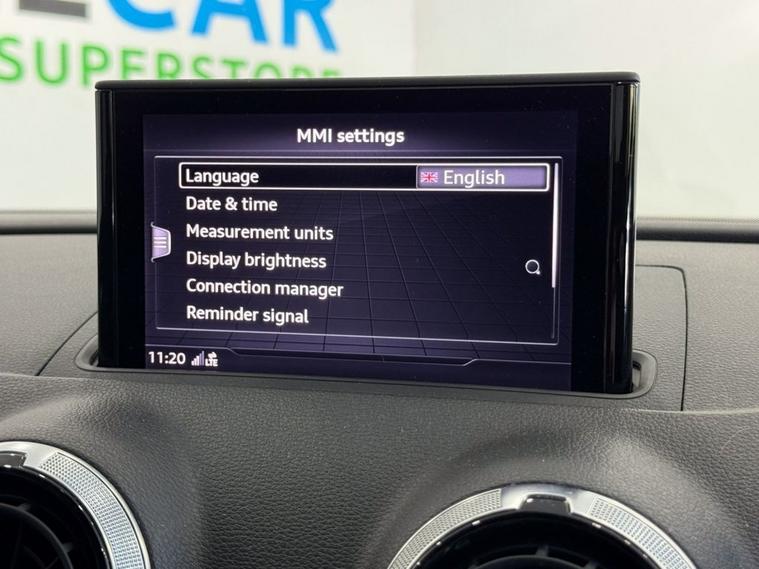 CAR
SUPERSTORE
MMI settings
Language English
Date & time
Measurement units
Display brightness
Connection manager
Reminder signal
11:20 LTE